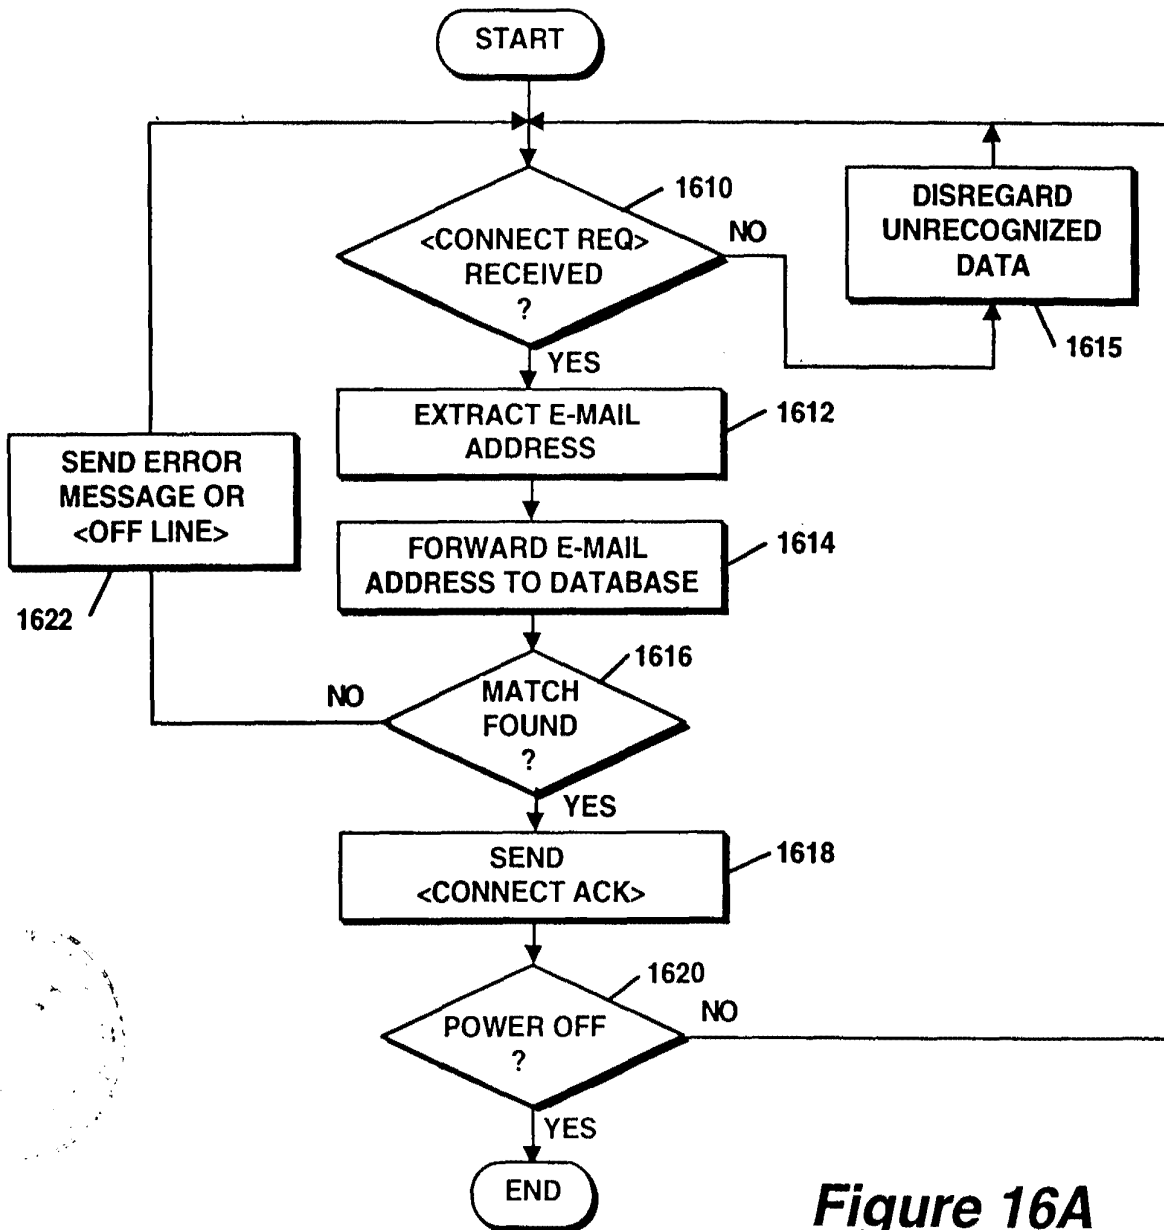 START
1610
<CONNECT REQ>
RECEIVED
?
NO
DISREGARD
UNRECOGNIZED
DATA
1615
YES
EXTRACT E-MAIL
ADDRESS
1612
SEND ERROR
MESSAGE OR
<OFF LINE>
1622
FORWARD E-MAIL
ADDRESS TO DATABASE
1614
1616
MATCH
FOUND
?
NO
YES
SEND
<CONNECT ACK>
1618
1620
POWER OFF
?
NO
YES
END
Figure 16A